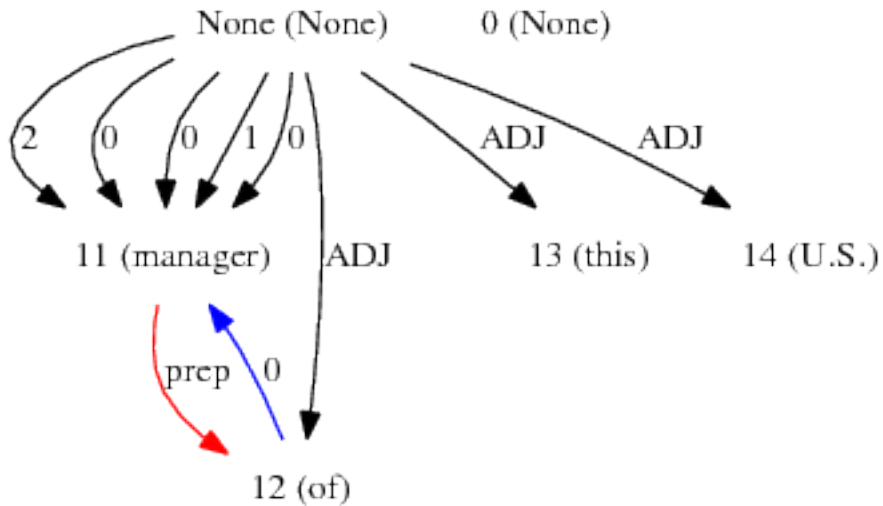 None (None) 0 (None)
2 0 0 1 0 ADJ ADJ
11 (manager) ADJ 13 (this) 14 (U.S.)
prep 0
12 (of)